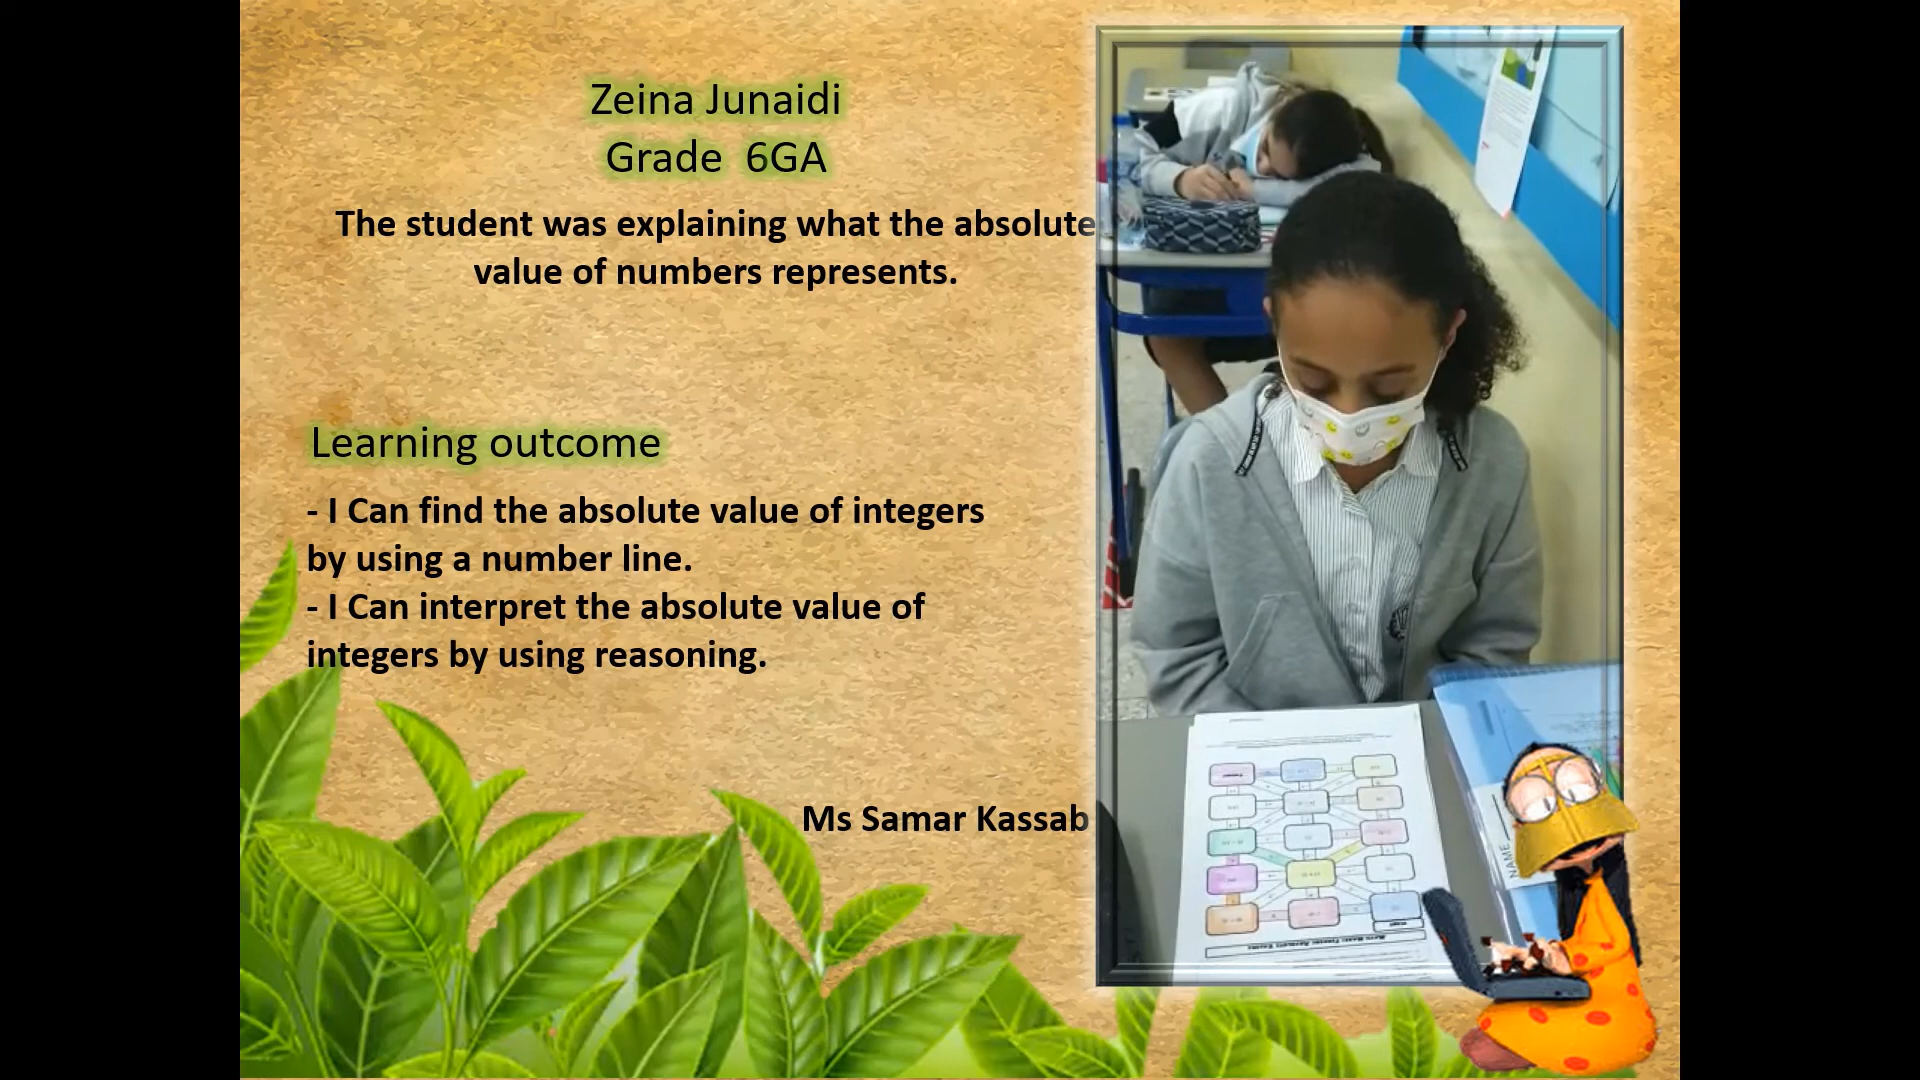 Zeina Junaidi
Grade 6GA
The student was explaining what the absolute
value of numbers represents.
Learning outcome
- I Can find the absolute value of integers
by using a number line.
- I Can interpret the absolute value of
integers by using reasoning.
Ms Samar Kassab
NAME